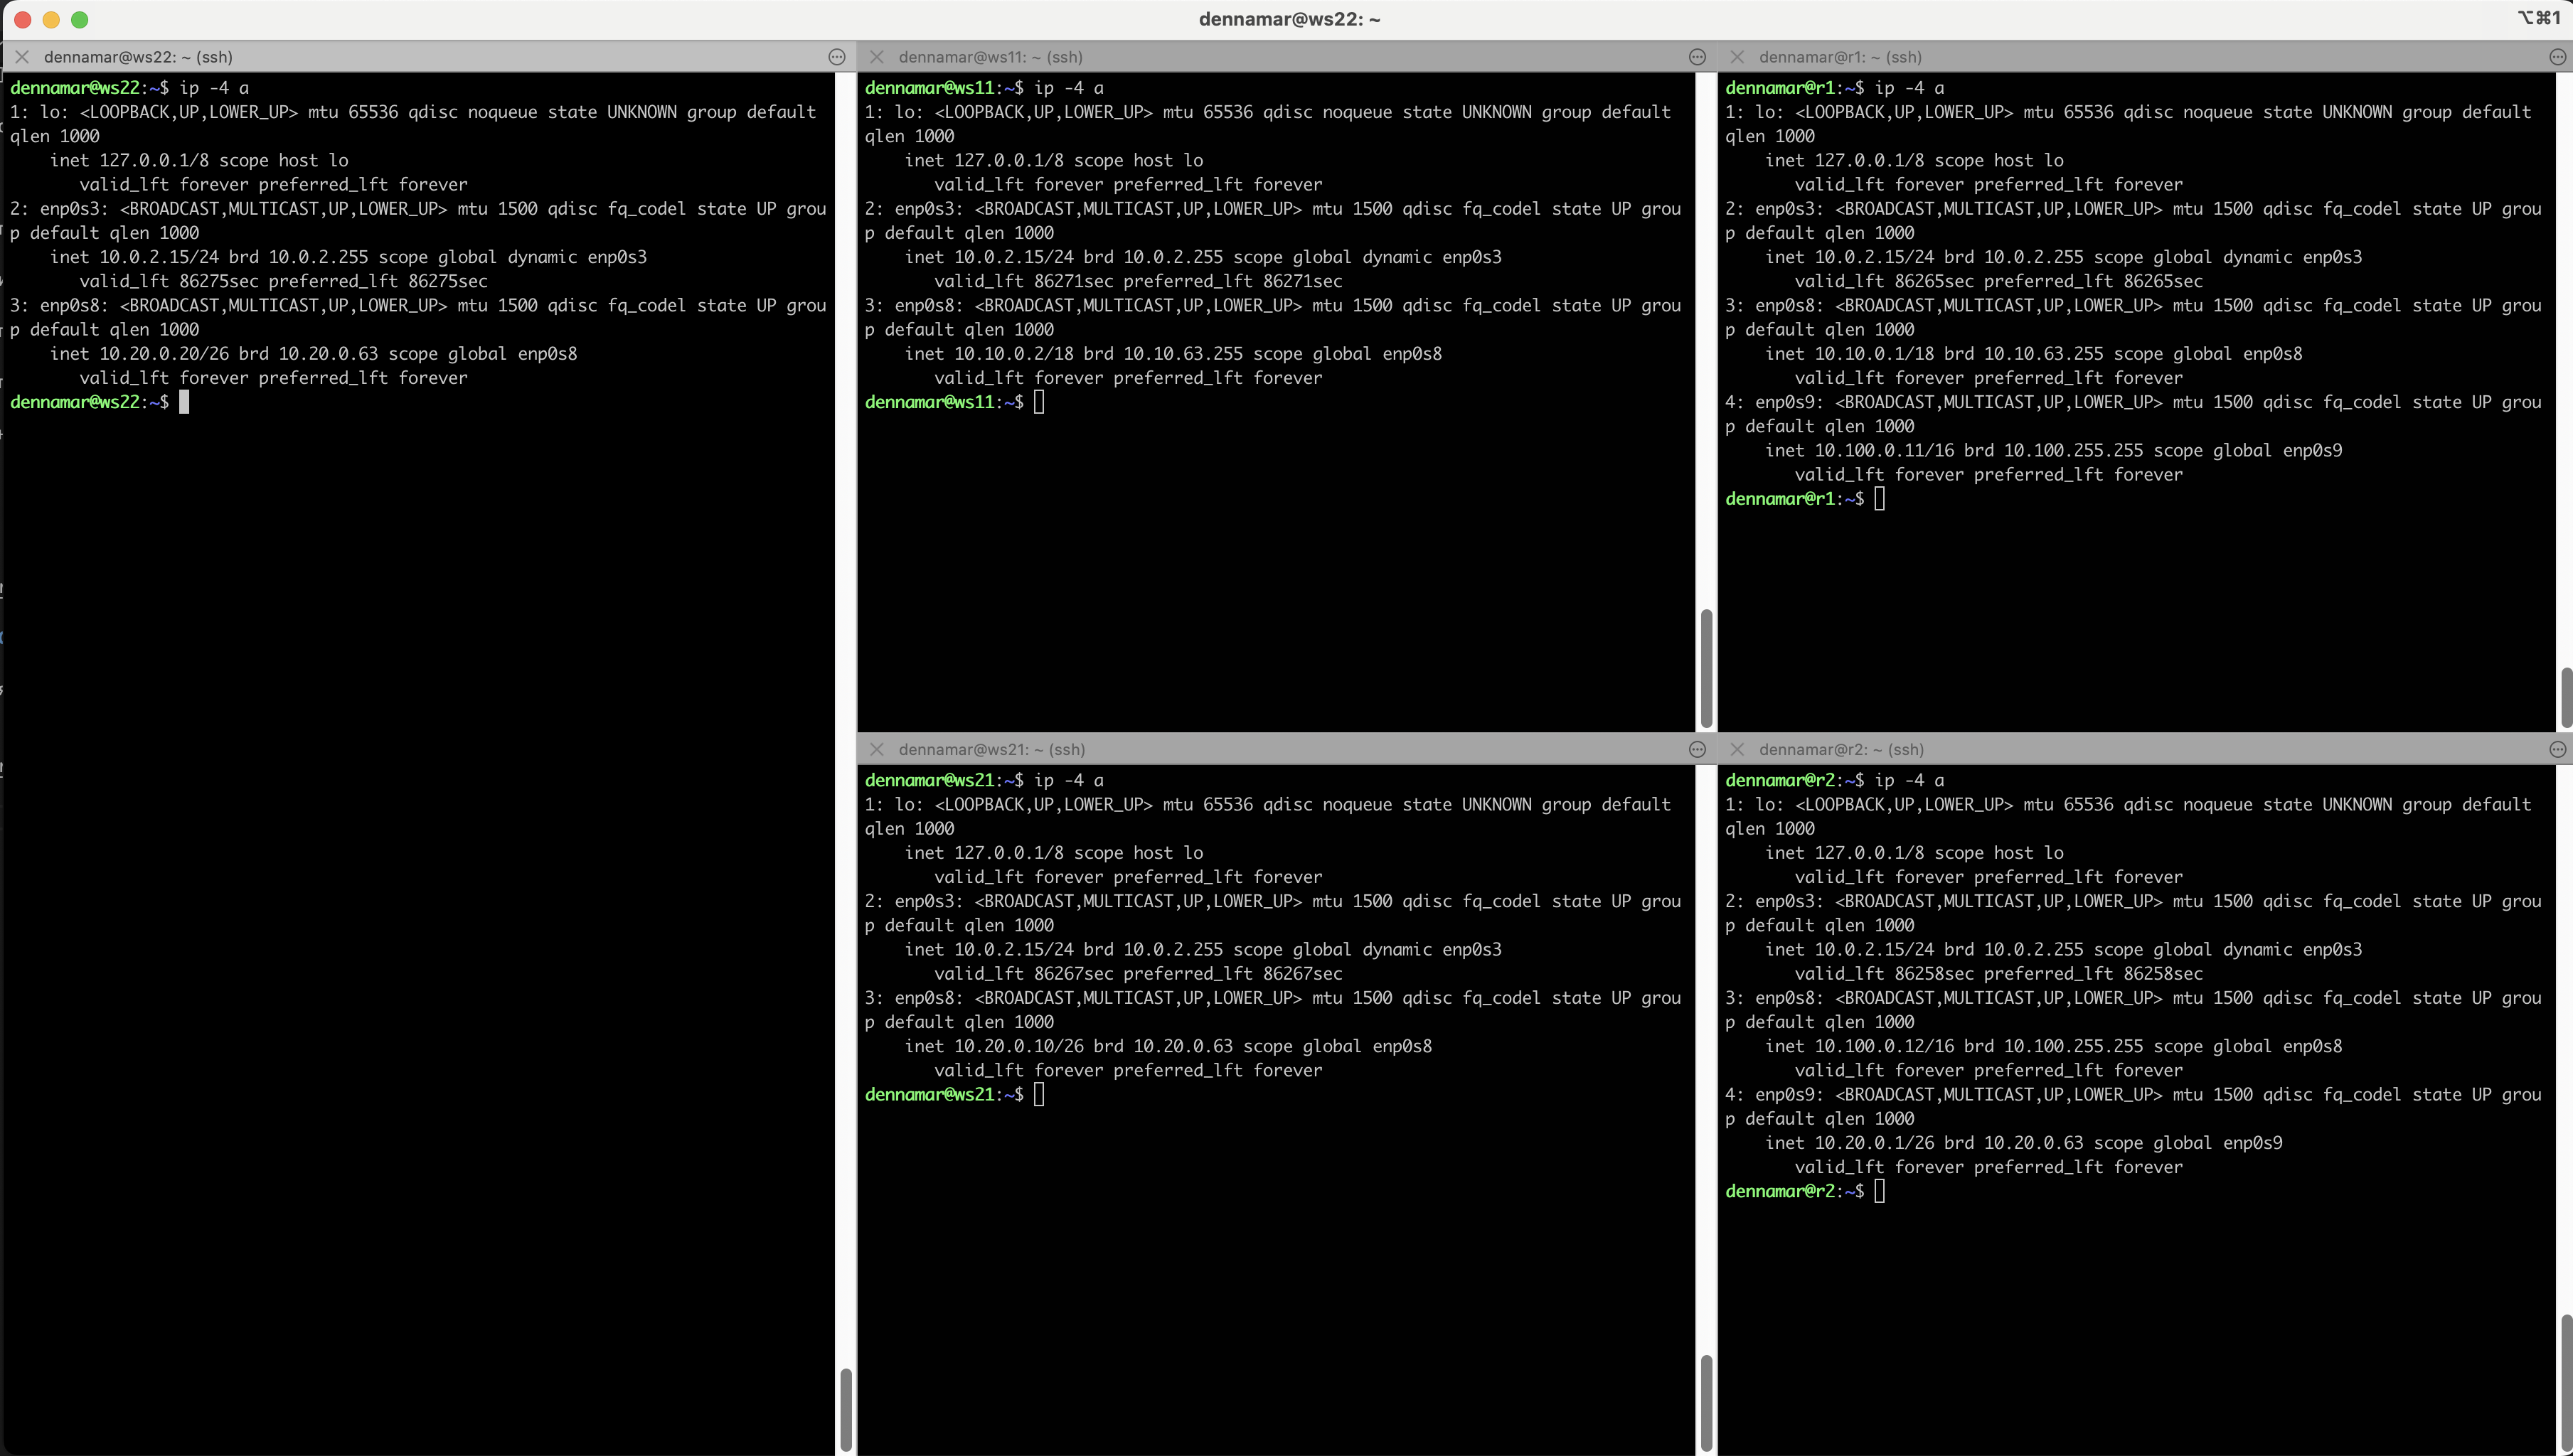 dennamar@ws22: ~
⌥⌘1
dennamar@ws22: ~ (ssh)
dennamar@ws22:~$ ip -4 a
1: lo: <LOOPBACK,UP,LOWER_UP> mtu 65536 qdisc noqueue state UNKNOWN group default
qlen 1000
    inet 127.0.0.1/8 scope host lo
       valid_lft forever preferred_lft forever
2: enp0s3: <BROADCAST,MULTICAST,UP,LOWER_UP> mtu 1500 qdisc fq_codel state UP grou
p default qlen 1000
    inet 10.0.2.15/24 brd 10.0.2.255 scope global dynamic enp0s3
       valid_lft 86275sec preferred_lft 86275sec
3: enp0s8: <BROADCAST,MULTICAST,UP,LOWER_UP> mtu 1500 qdisc fq_codel state UP grou
p default qlen 1000
    inet 10.20.0.20/26 brd 10.20.0.63 scope global enp0s8
       valid_lft forever preferred_lft forever
dennamar@ws22:~$
dennamar@ws11: ~ (ssh)
dennamar@ws11:~$ ip -4 a
1: lo: <LOOPBACK,UP,LOWER_UP> mtu 65536 qdisc noqueue state UNKNOWN group default
qlen 1000
    inet 127.0.0.1/8 scope host lo
       valid_lft forever preferred_lft forever
2: enp0s3: <BROADCAST,MULTICAST,UP,LOWER_UP> mtu 1500 qdisc fq_codel state UP grou
p default qlen 1000
    inet 10.0.2.15/24 brd 10.0.2.255 scope global dynamic enp0s3
       valid_lft 86271sec preferred_lft 86271sec
3: enp0s8: <BROADCAST,MULTICAST,UP,LOWER_UP> mtu 1500 qdisc fq_codel state UP grou
p default qlen 1000
    inet 10.10.0.2/18 brd 10.10.63.255 scope global enp0s8
       valid_lft forever preferred_lft forever
dennamar@ws11:~$
dennamar@r1: ~ (ssh)
dennamar@r1:~$ ip -4 a
1: lo: <LOOPBACK,UP,LOWER_UP> mtu 65536 qdisc noqueue state UNKNOWN group default
qlen 1000
    inet 127.0.0.1/8 scope host lo
       valid_lft forever preferred_lft forever
2: enp0s3: <BROADCAST,MULTICAST,UP,LOWER_UP> mtu 1500 qdisc fq_codel state UP grou
p default qlen 1000
    inet 10.0.2.15/24 brd 10.0.2.255 scope global dynamic enp0s3
       valid_lft 86265sec preferred_lft 86265sec
3: enp0s8: <BROADCAST,MULTICAST,UP,LOWER_UP> mtu 1500 qdisc fq_codel state UP grou
p default qlen 1000
    inet 10.10.0.1/18 brd 10.10.63.255 scope global enp0s8
       valid_lft forever preferred_lft forever
4: enp0s9: <BROADCAST,MULTICAST,UP,LOWER_UP> mtu 1500 qdisc fq_codel state UP grou
p default qlen 1000
    inet 10.100.0.11/16 brd 10.100.255.255 scope global enp0s9
       valid_lft forever preferred_lft forever
dennamar@r1:~$
dennamar@ws21: ~ (ssh)
dennamar@ws21:~$ ip -4 a
1: lo: <LOOPBACK,UP,LOWER_UP> mtu 65536 qdisc noqueue state UNKNOWN group default
qlen 1000
    inet 127.0.0.1/8 scope host lo
       valid_lft forever preferred_lft forever
2: enp0s3: <BROADCAST,MULTICAST,UP,LOWER_UP> mtu 1500 qdisc fq_codel state UP grou
p default qlen 1000
    inet 10.0.2.15/24 brd 10.0.2.255 scope global dynamic enp0s3
       valid_lft 86267sec preferred_lft 86267sec
3: enp0s8: <BROADCAST,MULTICAST,UP,LOWER_UP> mtu 1500 qdisc fq_codel state UP grou
p default qlen 1000
    inet 10.20.0.10/26 brd 10.20.0.63 scope global enp0s8
       valid_lft forever preferred_lft forever
dennamar@ws21:~$
dennamar@r2: ~ (ssh)
dennamar@r2:~$ ip -4 a
1: lo: <LOOPBACK,UP,LOWER_UP> mtu 65536 qdisc noqueue state UNKNOWN group default
qlen 1000
    inet 127.0.0.1/8 scope host lo
       valid_lft forever preferred_lft forever
2: enp0s3: <BROADCAST,MULTICAST,UP,LOWER_UP> mtu 1500 qdisc fq_codel state UP grou
p default qlen 1000
    inet 10.0.2.15/24 brd 10.0.2.255 scope global dynamic enp0s3
       valid_lft 86258sec preferred_lft 86258sec
3: enp0s8: <BROADCAST,MULTICAST,UP,LOWER_UP> mtu 1500 qdisc fq_codel state UP grou
p default qlen 1000
    inet 10.100.0.12/16 brd 10.100.255.255 scope global enp0s8
       valid_lft forever preferred_lft forever
4: enp0s9: <BROADCAST,MULTICAST,UP,LOWER_UP> mtu 1500 qdisc fq_codel state UP grou
p default qlen 1000
    inet 10.20.0.1/26 brd 10.20.0.63 scope global enp0s9
       valid_lft forever preferred_lft forever
dennamar@r2:~$